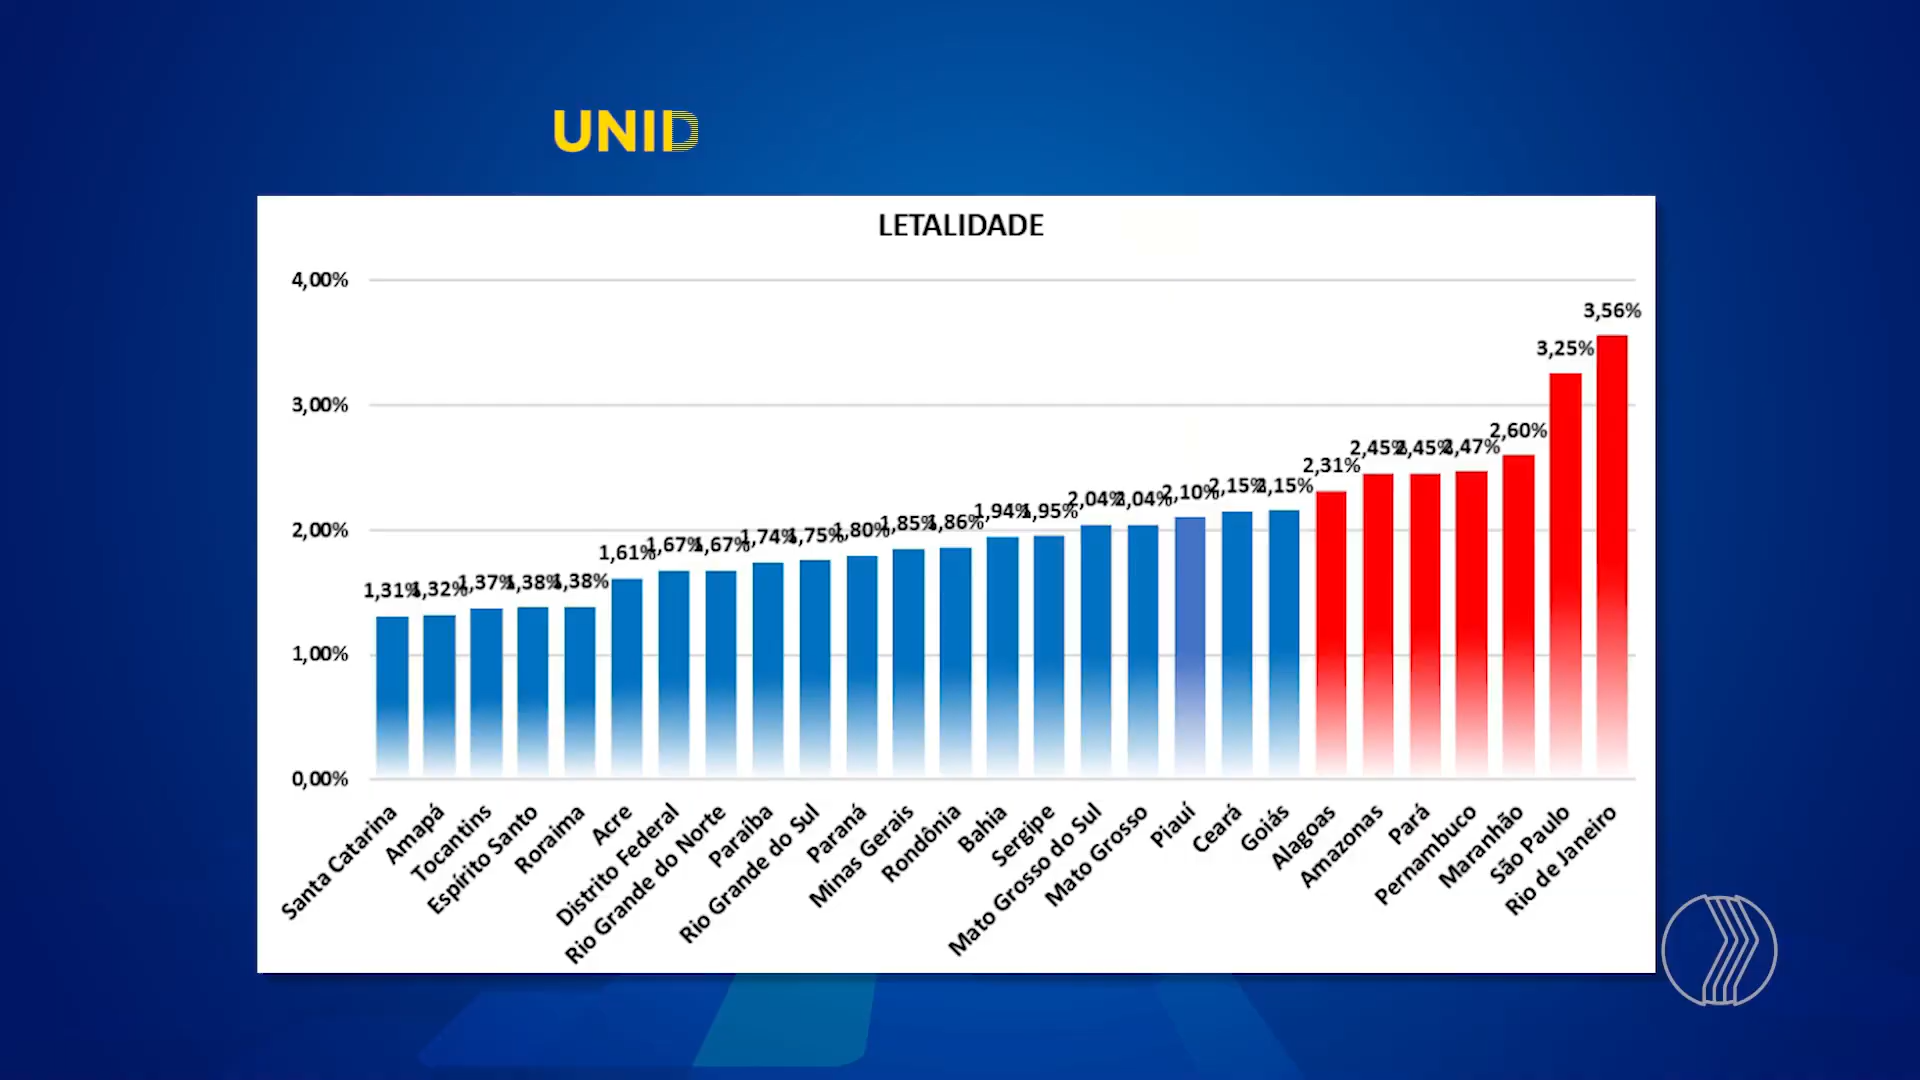 UNID
LETALIDADE
4,00%
3,00%
2,00%
1,00%
0,00%
1,31% 1,32% 1,37% 1,38% 1,38% 1,61% 1,67% 1,67% 1,74% 1,75% 1,80% 1,85% 1,86% 1,94% 1,95% 2,04% 2,04% 2,10% 2,15% 2,15% 2,31% 2,45% 2,45% 2,47% 2,60% 3,25% 3,56%
Santa Catarina
Amapá
Tocantins
Espírito Santo
Roraima
Acre
Distrito Federal
Rio Grande do Norte
Paraíba
Rio Grande do Sul
Paraná
Minas Gerais
Rondônia
Bahia
Sergipe
Mato Grosso do Sul
Mato Grosso
Piauí
Ceará
Goiás
Alagoas
Amazonas
Pará
Pernambuco
Maranhão
São Paulo
Rio de Janeiro